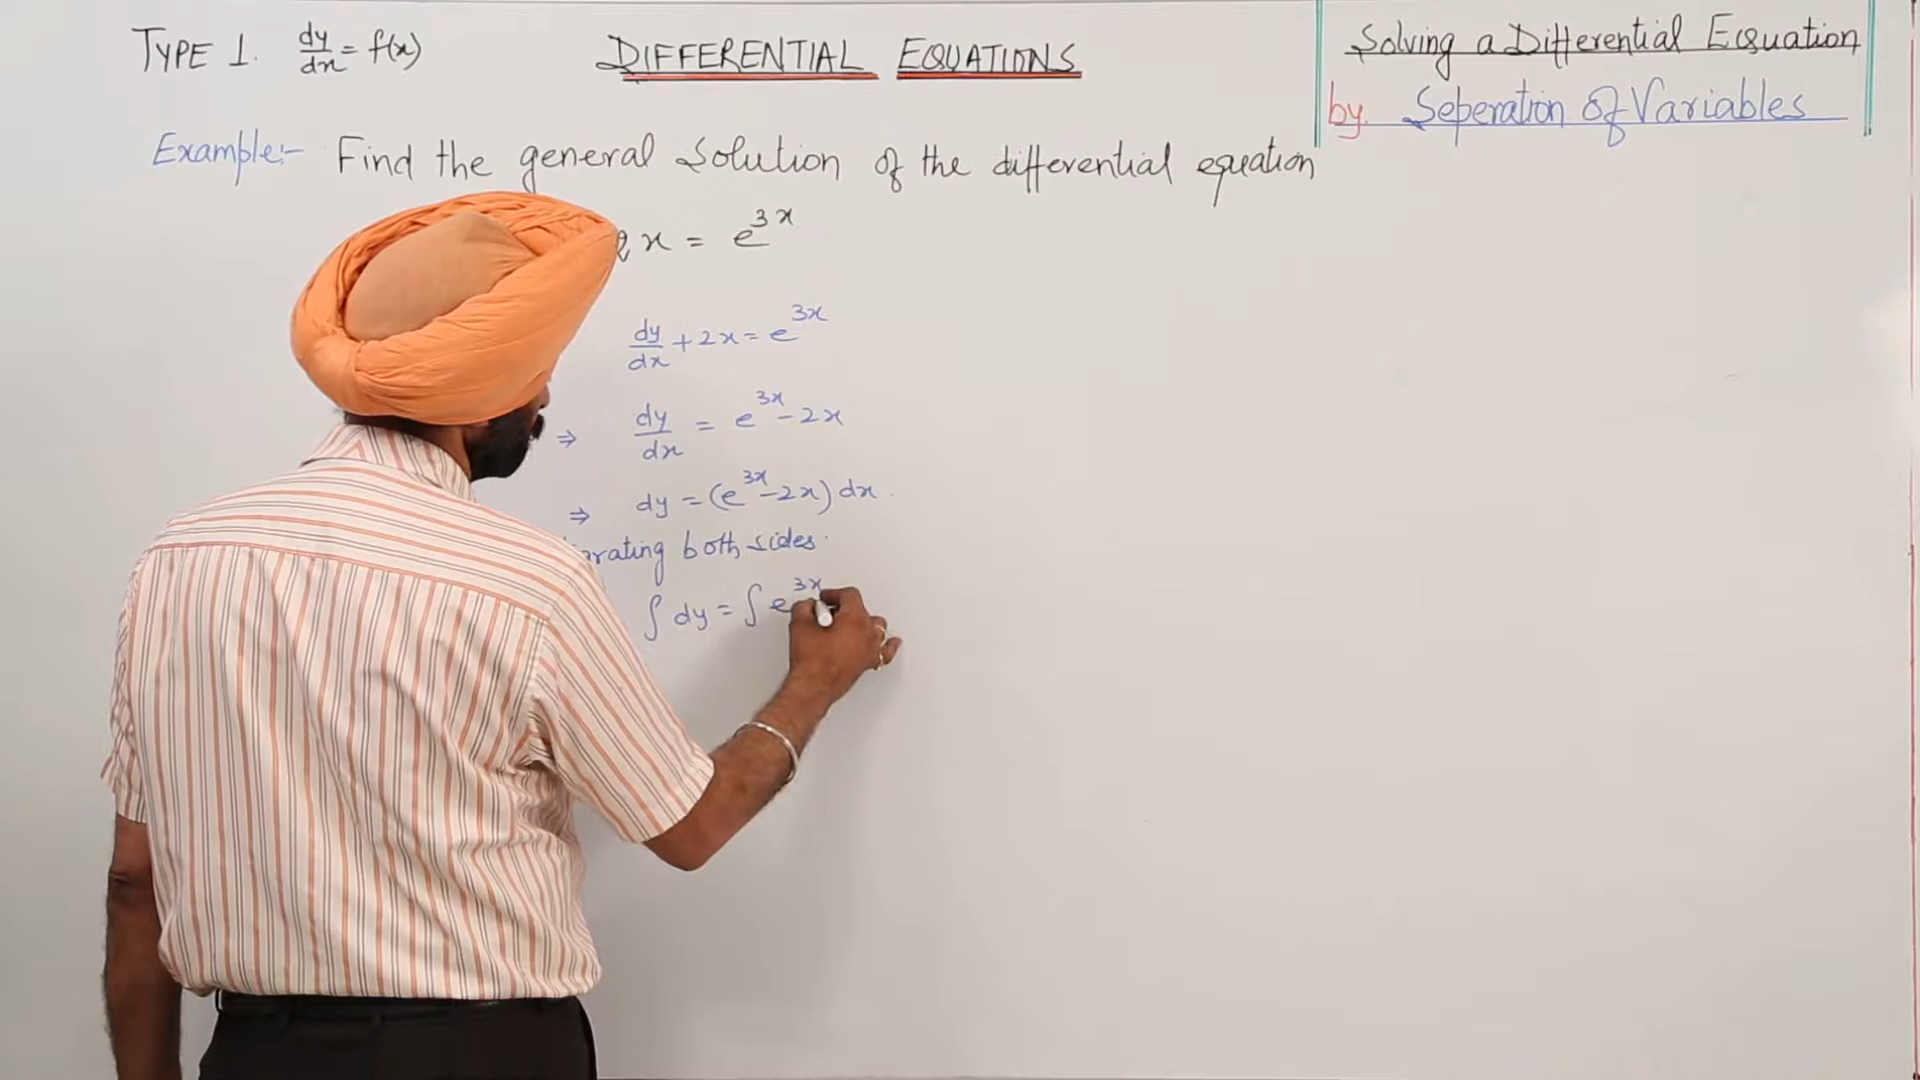 TYPE 1. dy/dx = f(x)
DIFFERENTIAL EQUATIONS
Solving a Differential Equation
by Seperation Of Variables
Example:- Find the general solution of the differential equation
x = e^3x
dy/dx + 2x = e^3x
⇒ dy/dx = e^3x - 2x
⇒ dy = (e^3x - 2x) dx.
both sides.
∫ dy = ∫ e^3x